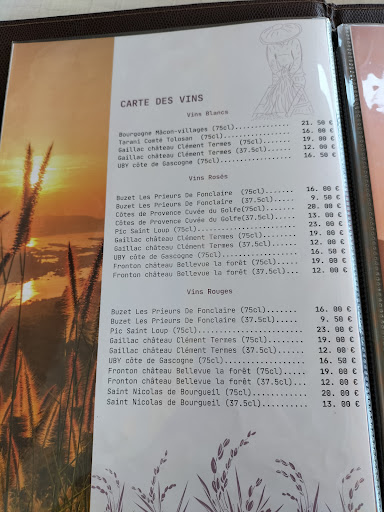 CARTE DES VINS
Vins Blancs
Bourgogne Mâcon-villages (75cl)............... 21. 50 €
Tarani Comté Tolosan (75cl).................. 16. 00 €
Gaillac château Clément Termes (75cl)....... 19. 00 €
Gaillac château Clément Termes (37.5cl)..... 12. 00 €
UBY côte de Gascogne (75cl)................. 16. 50 €
Vins Rosés
Buzet Les Prieurs De Fonclaire (75cl)....... 16. 00 €
Buzet Les Prieurs De Fonclaire (37.5cl)..... 9. 50 €
Côtes de Provence Cuvée du Golfe(75cl)...... 20. 00 €
Côtes de Provence Cuvée du Golfe(37.5cl).... 13. 00 €
Pic Saint Loup (75cl) ...................... 23. 00 €
Gaillac château Clément Termes (75cl)....... 19. 00 €
Gaillac château Clément Termes (37.5cl)..... 12. 00 €
UBY côte de Gascogne (75cl)................. 16. 50 €
Fronton château Bellevue la forêt (75cl).... 19. 00 €
Fronton château Bellevue la forêt (37.5cl).. 12. 00 €
Vins Rouges
Buzet Les Prieurs De Fonclaire (75cl)....... 16. 00 €
Buzet Les Prieurs De Fonclaire (37.5cl)..... 9. 50 €
Pic Saint Loup (75cl)....................... 23. 00 €
Gaillac château Clément Termes (75cl)....... 19. 00 €
Gaillac château Clément Termes (37.5cl)..... 12. 00 €
UBY côte de Gascogne (75cl)................. 16. 50 €
Fronton château Bellevue la forêt (75cl).... 19. 00 €
Fronton château Bellevue la forêt (37.5cl)... 12. 00 €
Saint Nicolas de Bourgueil (75cl)........... 20. 00 €
Saint Nicolas de Bourgueil (37.5cl).......... 13. 00 €